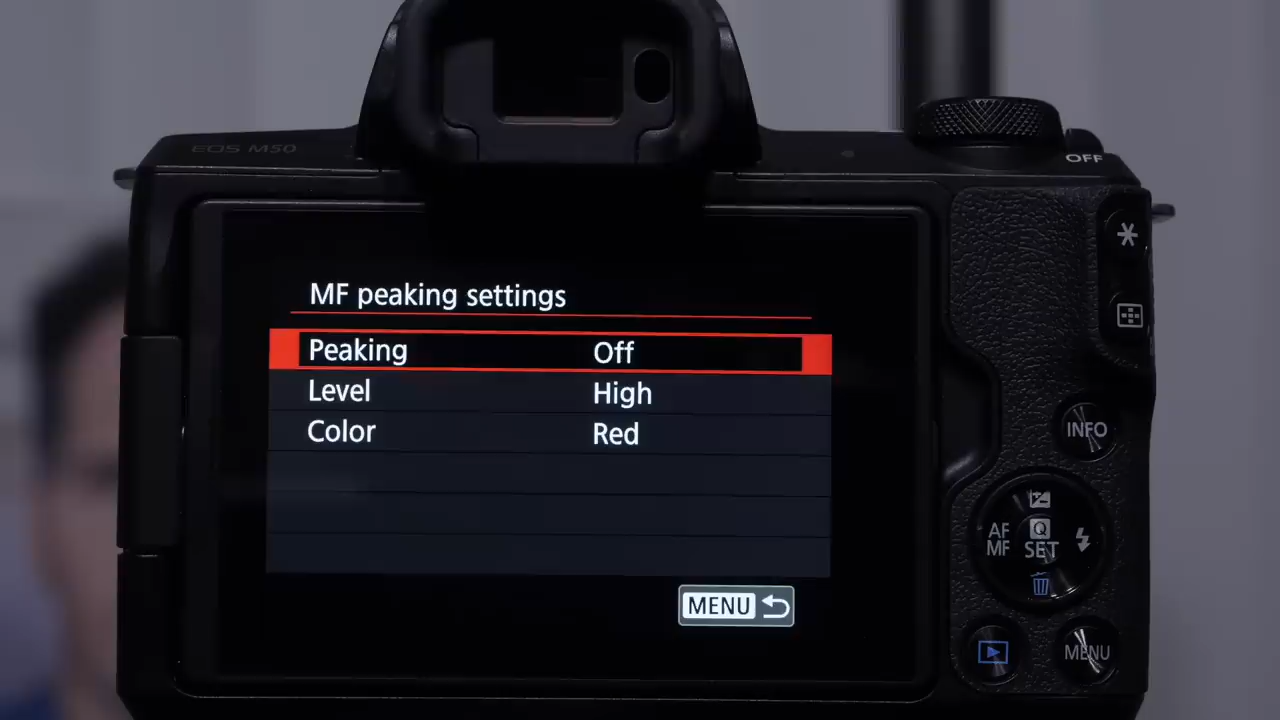 EOS M50
OFF
MF peaking settings
Peaking Off
Level High
Color Red
MENU
INFO
AF
MF
Q
SET
MENU